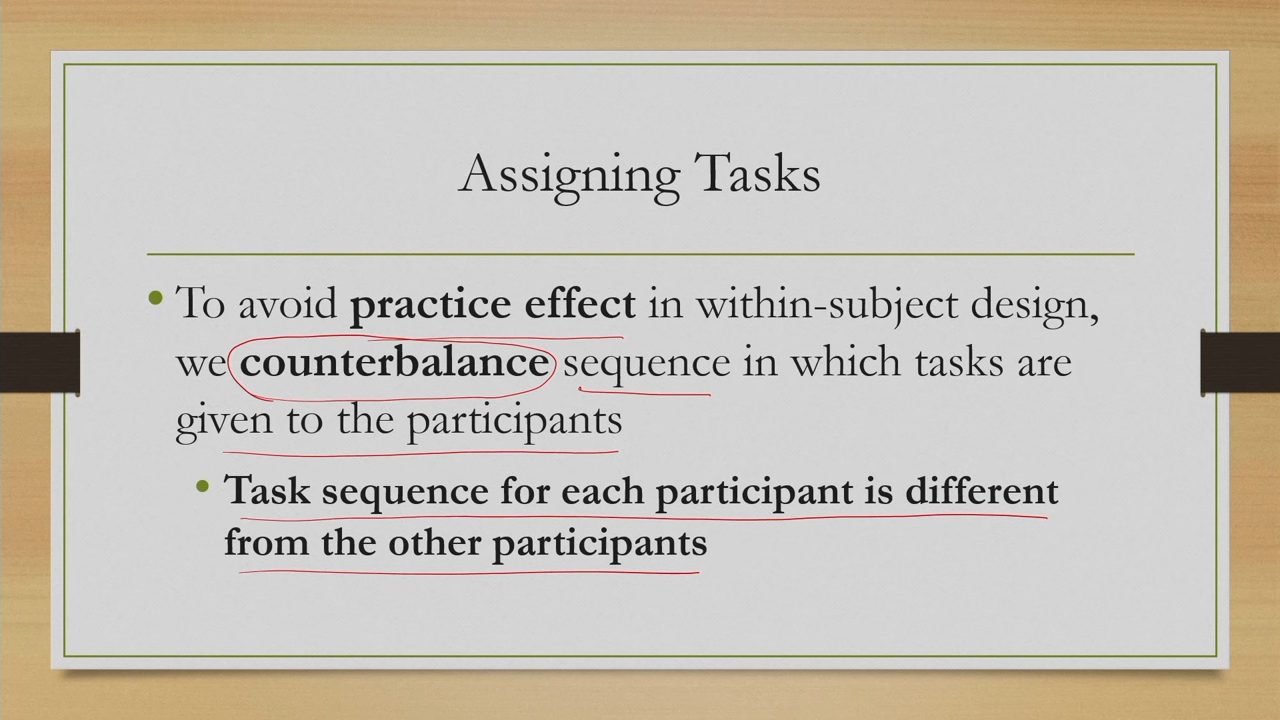 Assigning Tasks
• To avoid practice effect in within-subject design,
we counterbalance sequence in which tasks are
given to the participants
• Task sequence for each participant is different
from the other participants